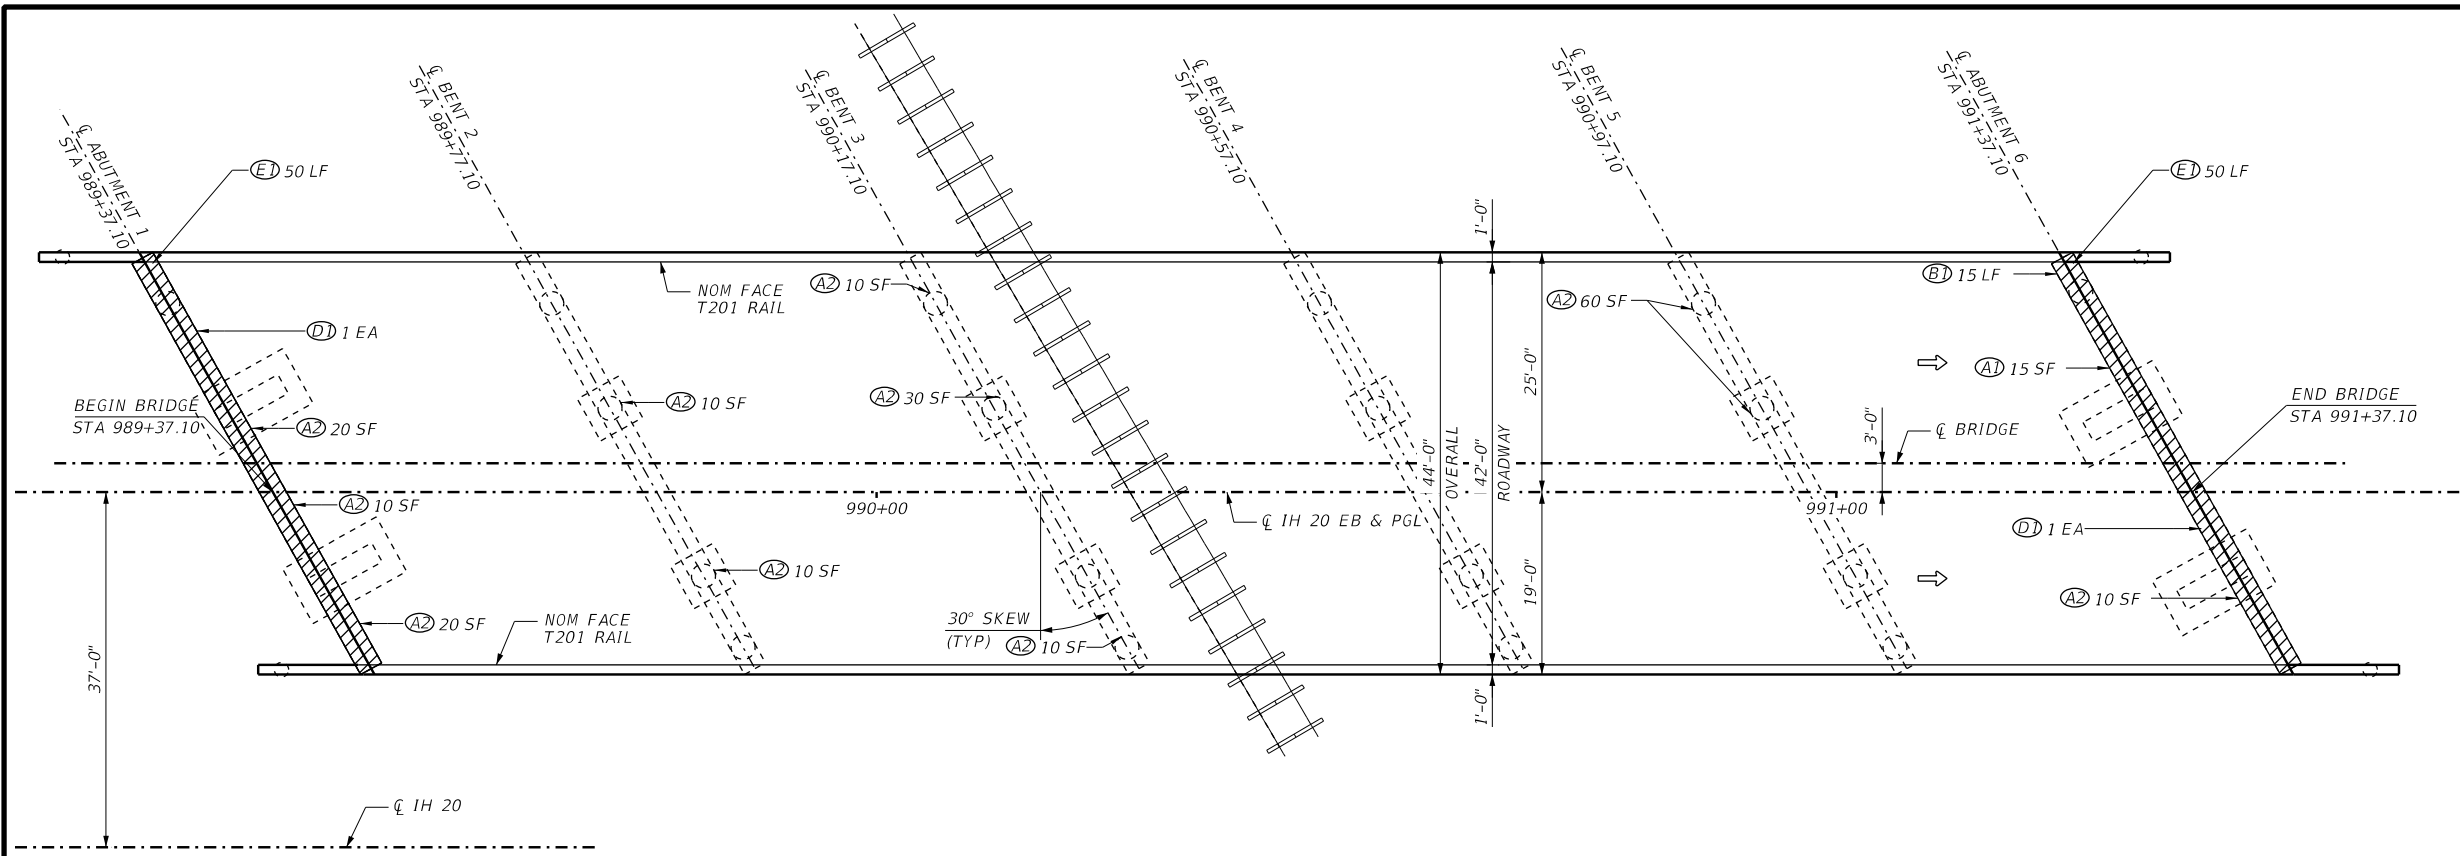 ℄ ABUTMENT 1
STA 989+37.10
℄ BENT 2
STA 989+77.10
℄ BENT 3
STA 990+17.10
℄ BENT 4
STA 990+57.10
℄ BENT 5
STA 990+97.10
℄ ABUTMENT 6
STA 991+37.10
E1 50 LF
E1 50 LF
1'-0"
NOM FACE
T201 RAIL
A2 10 SF
B1 15 LF
A2 60 SF
D1 1 EA
A1 15 SF
25'-0"
A2 10 SF
A2 30 SF
BEGIN BRIDGE
STA 989+37.10
A2 20 SF
44'-0"
OVERALL
42'-0"
ROADWAY
3'-0"
℄ BRIDGE
END BRIDGE
STA 991+37.10
A2 10 SF
990+00
℄ IH 20 EB & PGL
991+00
D1 1 EA
A2 10 SF
19'-0"
A2 10 SF
A2 20 SF
NOM FACE
T201 RAIL
30° SKEW
(TYP)
A2 10 SF
37'-0"
1'-0"
℄ IH 20